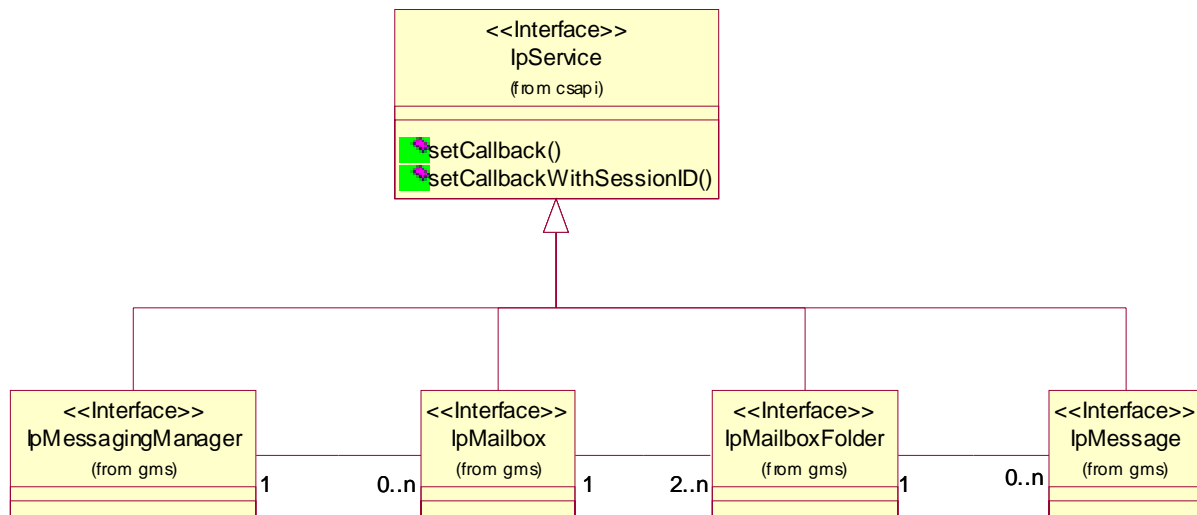 <<Interface>>
IpService
(from csapi)
setCallback()
setCallbackWithSessionID()
<<Interface>>
IpMessagingManager
(from gms)
<<Interface>>
IpMailbox
(from gms)
<<Interface>>
IpMailboxFolder
(from gms)
<<Interface>>
IpMessage
(from gms)
1
0..n
1
2..n
1
0..n